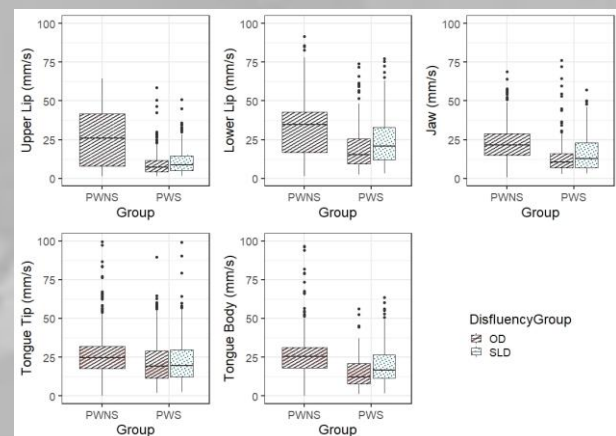 Upper Lip (mm/s)
100
75
50
25
0
PWNS PWS
Group
Lower Lip (mm/s)
100
75
50
25
0
PWNS PWS
Group
Jaw (mm/s)
100
75
50
25
0
PWNS PWS
Group
Tongue Tip (mm/s)
100
75
50
25
0
PWNS PWS
Group
Tongue Body (mm/s)
100
75
50
25
0
PWNS PWS
Group
DisfluencyGroup
OD
SLD